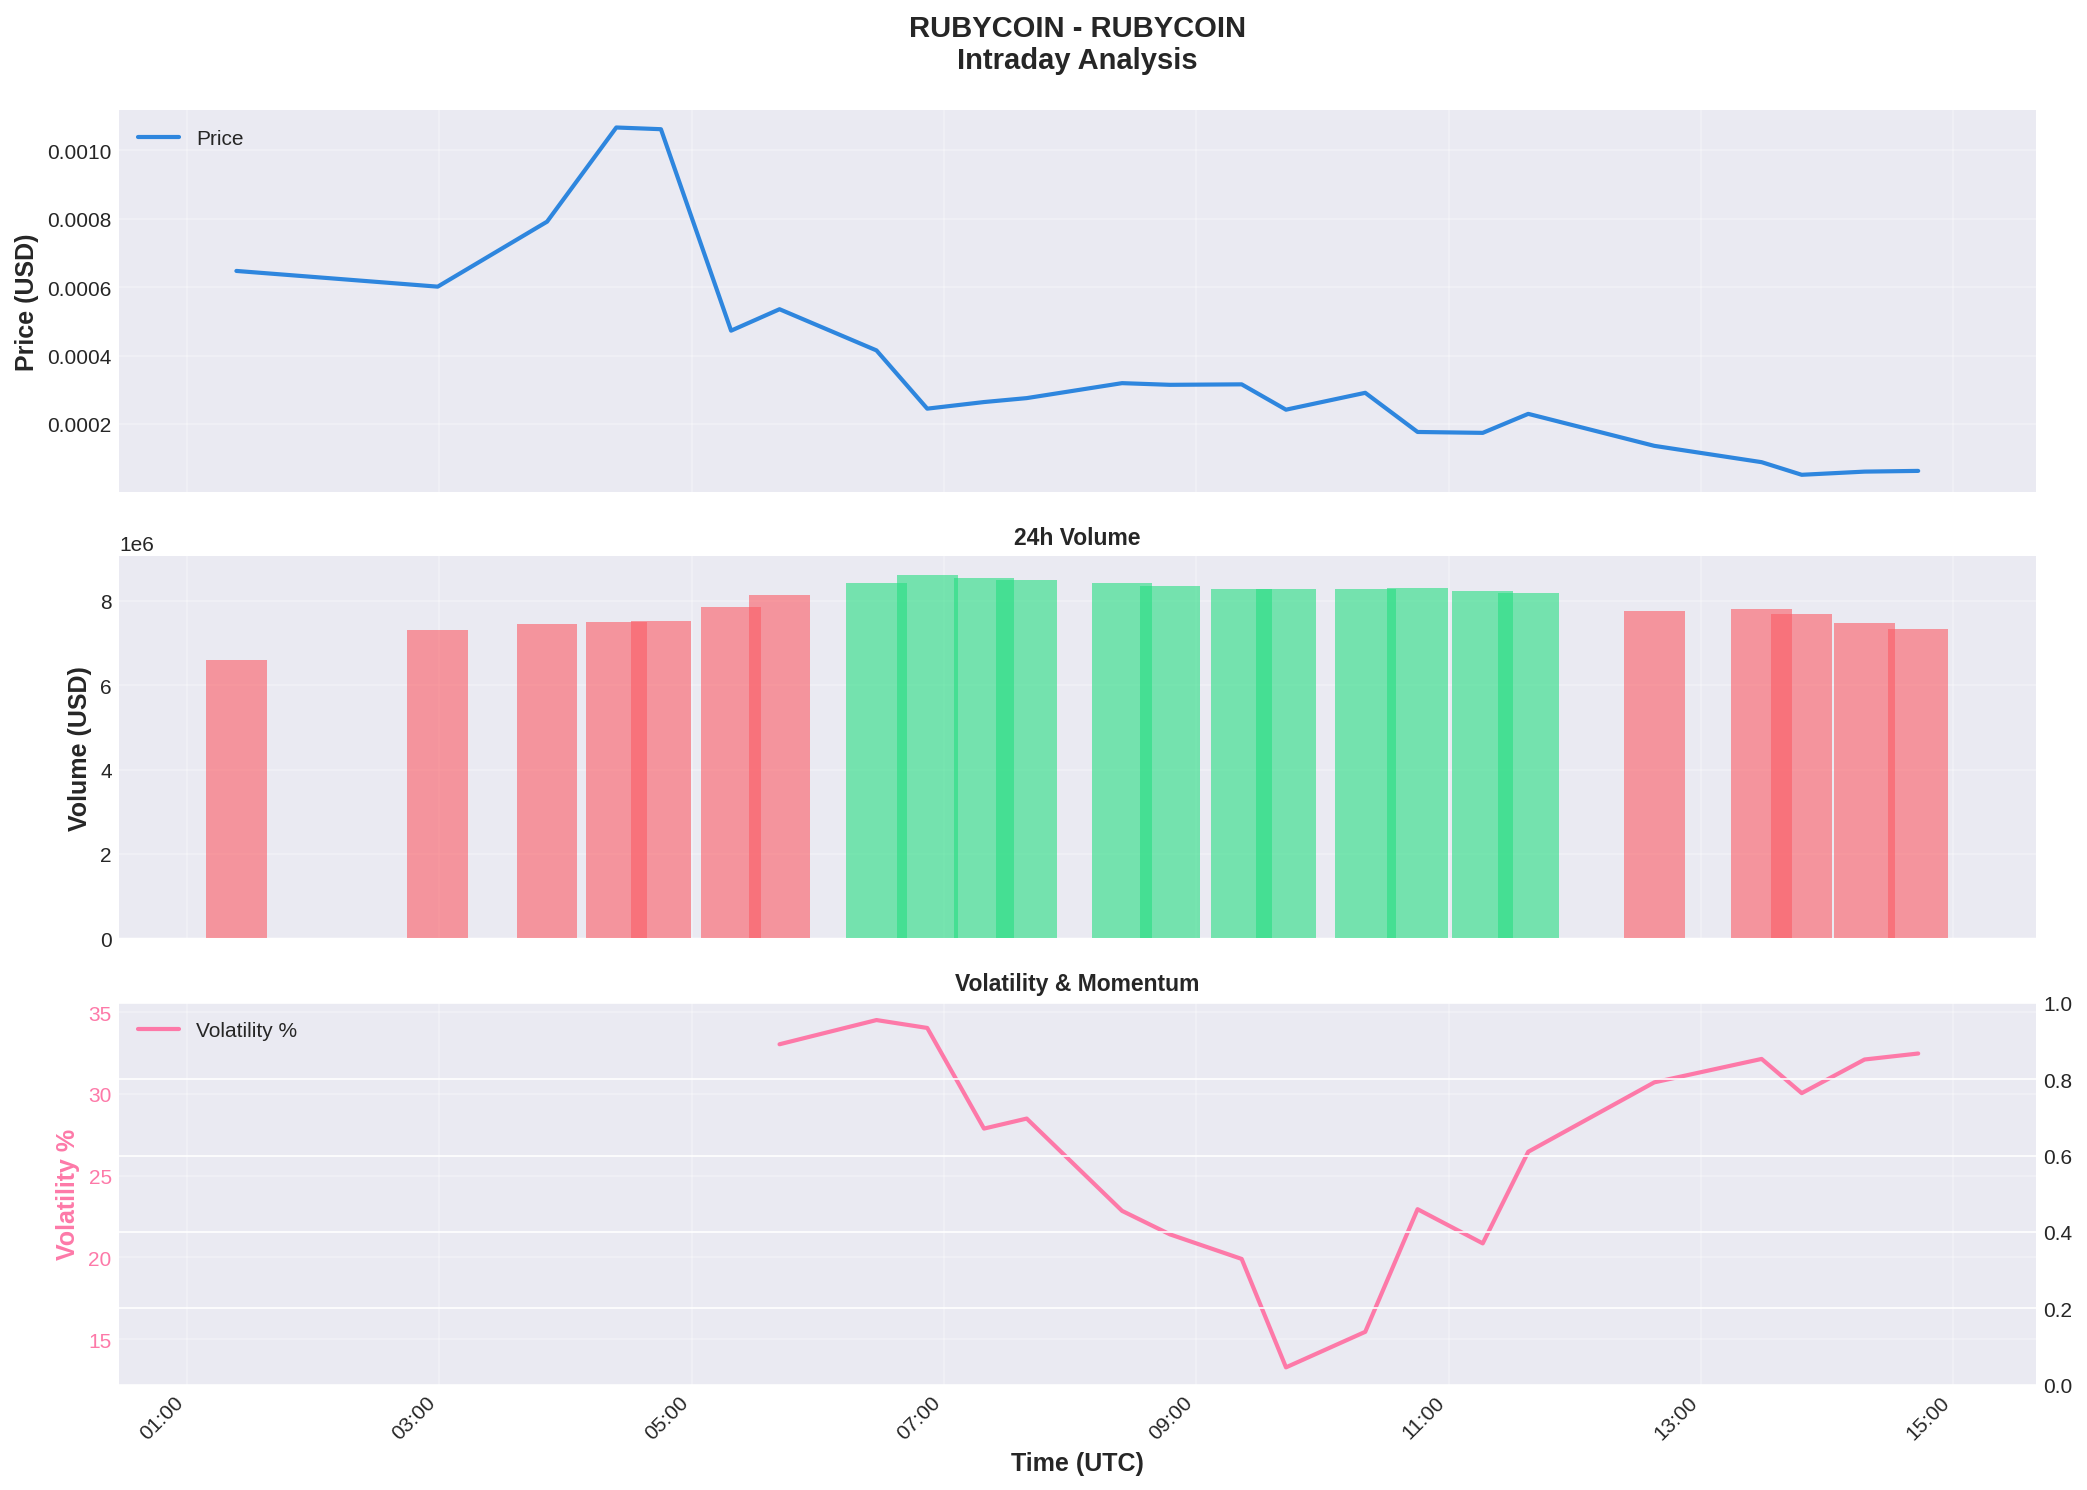 RUBYCOIN - RUBYCOIN
Intraday Analysis
Price
0.0010
0.0008
0.0006
0.0004
0.0002
Price (USD)
24h Volume
1e6
8
6
4
2
0
Volume (USD)
Volatility & Momentum
Volatility %
35
30
25
20
15
Volatility %
1.0
0.8
0.6
0.4
0.2
0.0
01:00
03:00
05:00
07:00
09:00
11:00
13:00
15:00
Time (UTC)